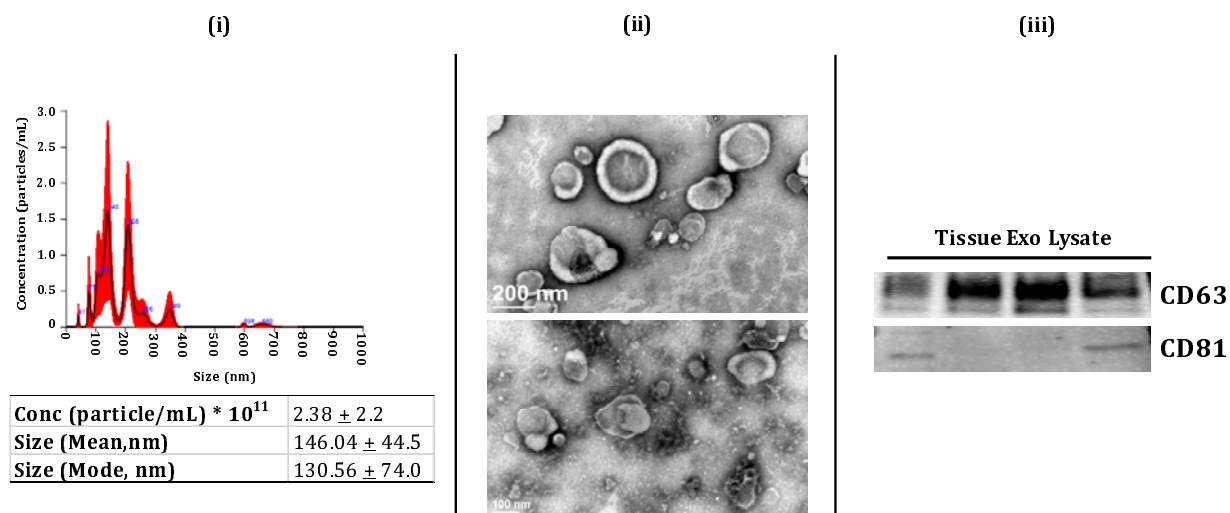 (i)
(ii)
(iii)
Concentration (particles/mL)
3.0
2.5
2.0
1.5
1.0
0.5
0
0
100
200
300
400
500
600
700
800
900
1000
Size (nm)
Conc (particle/mL) * 10^11 2.38 ± 2.2
Size (Mean,nm) 146.04 ± 44.5
Size (Mode, nm) 130.56 ± 74.0
200 nm
100 nm
Tissue Exo Lysate
CD63
CD81